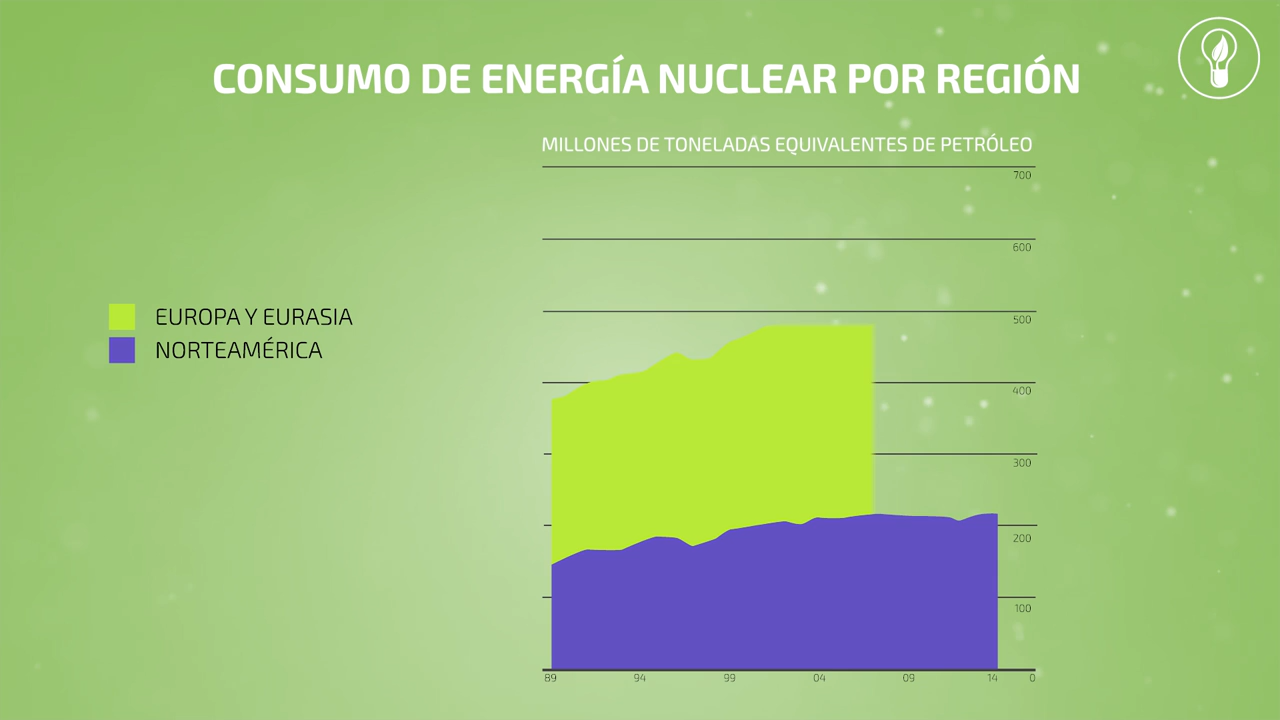 CONSUMO DE ENERGÍA NUCLEAR POR REGIÓN
MILLONES DE TONELADAS EQUIVALENTES DE PETRÓLEO
700
600
500
EUROPA Y EURASIA
NORTEAMÉRICA
400
300
200
100
89 94 99 04 09 14 0